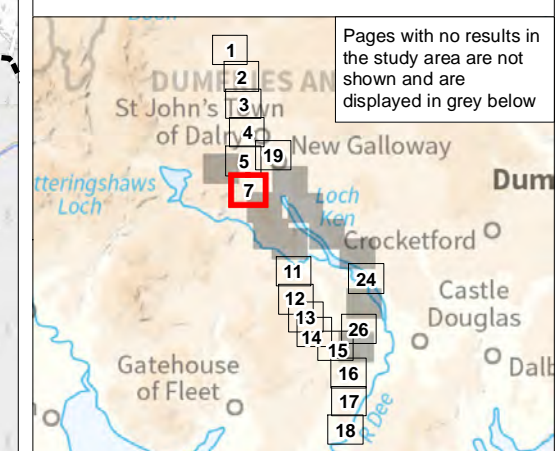 Pages with no results in
the study area are not
shown and are
displayed in grey below
1
2
DUMFRIES AN
3
St John's Town
of Dalry
4
5
19
New Galloway
7
tteringshaws
Loch
Loch
Ken
Dum
Crocketford
11
24
12
Castle
Douglas
13
14
26
15
Gatehouse
of Fleet
16
Dalb
17
18
R Dee